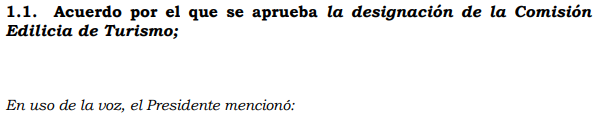 1.1. Acuerdo por el que se aprueba la designación de la Comisión
Edilicia de Turismo;
En uso de la voz, el Presidente mencionó: